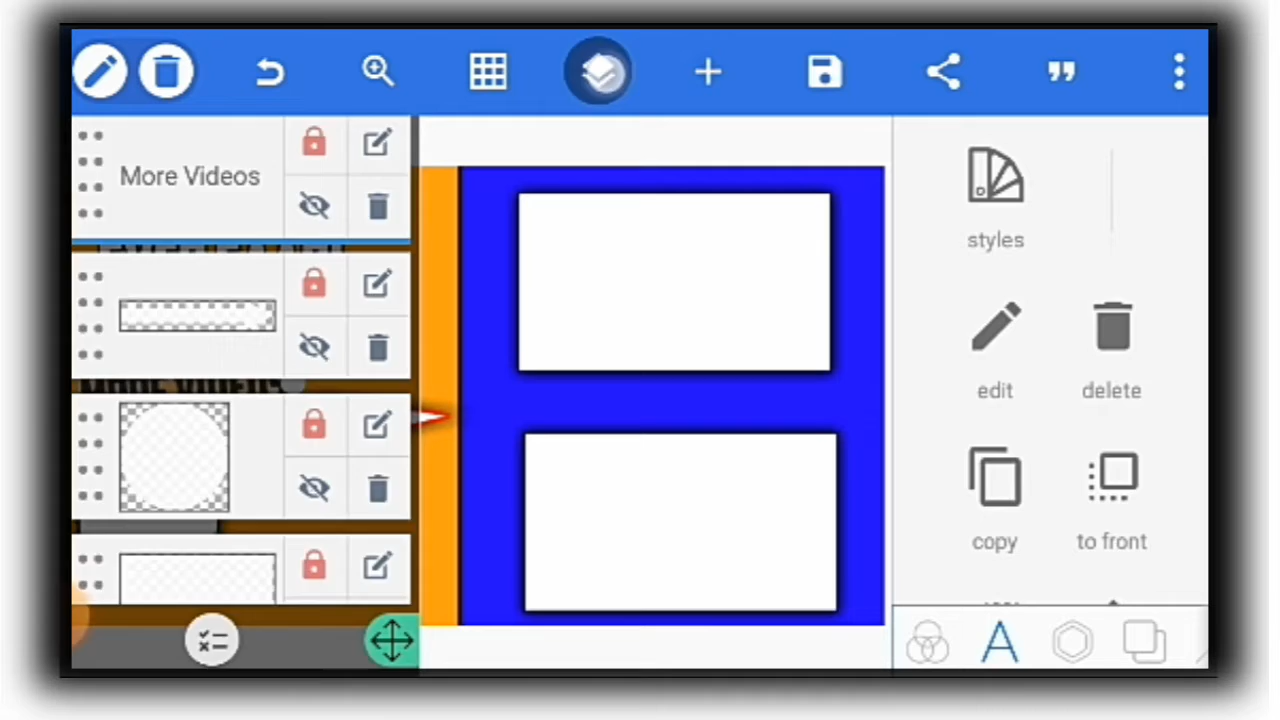 More Videos
styles
edit
delete
copy
to front